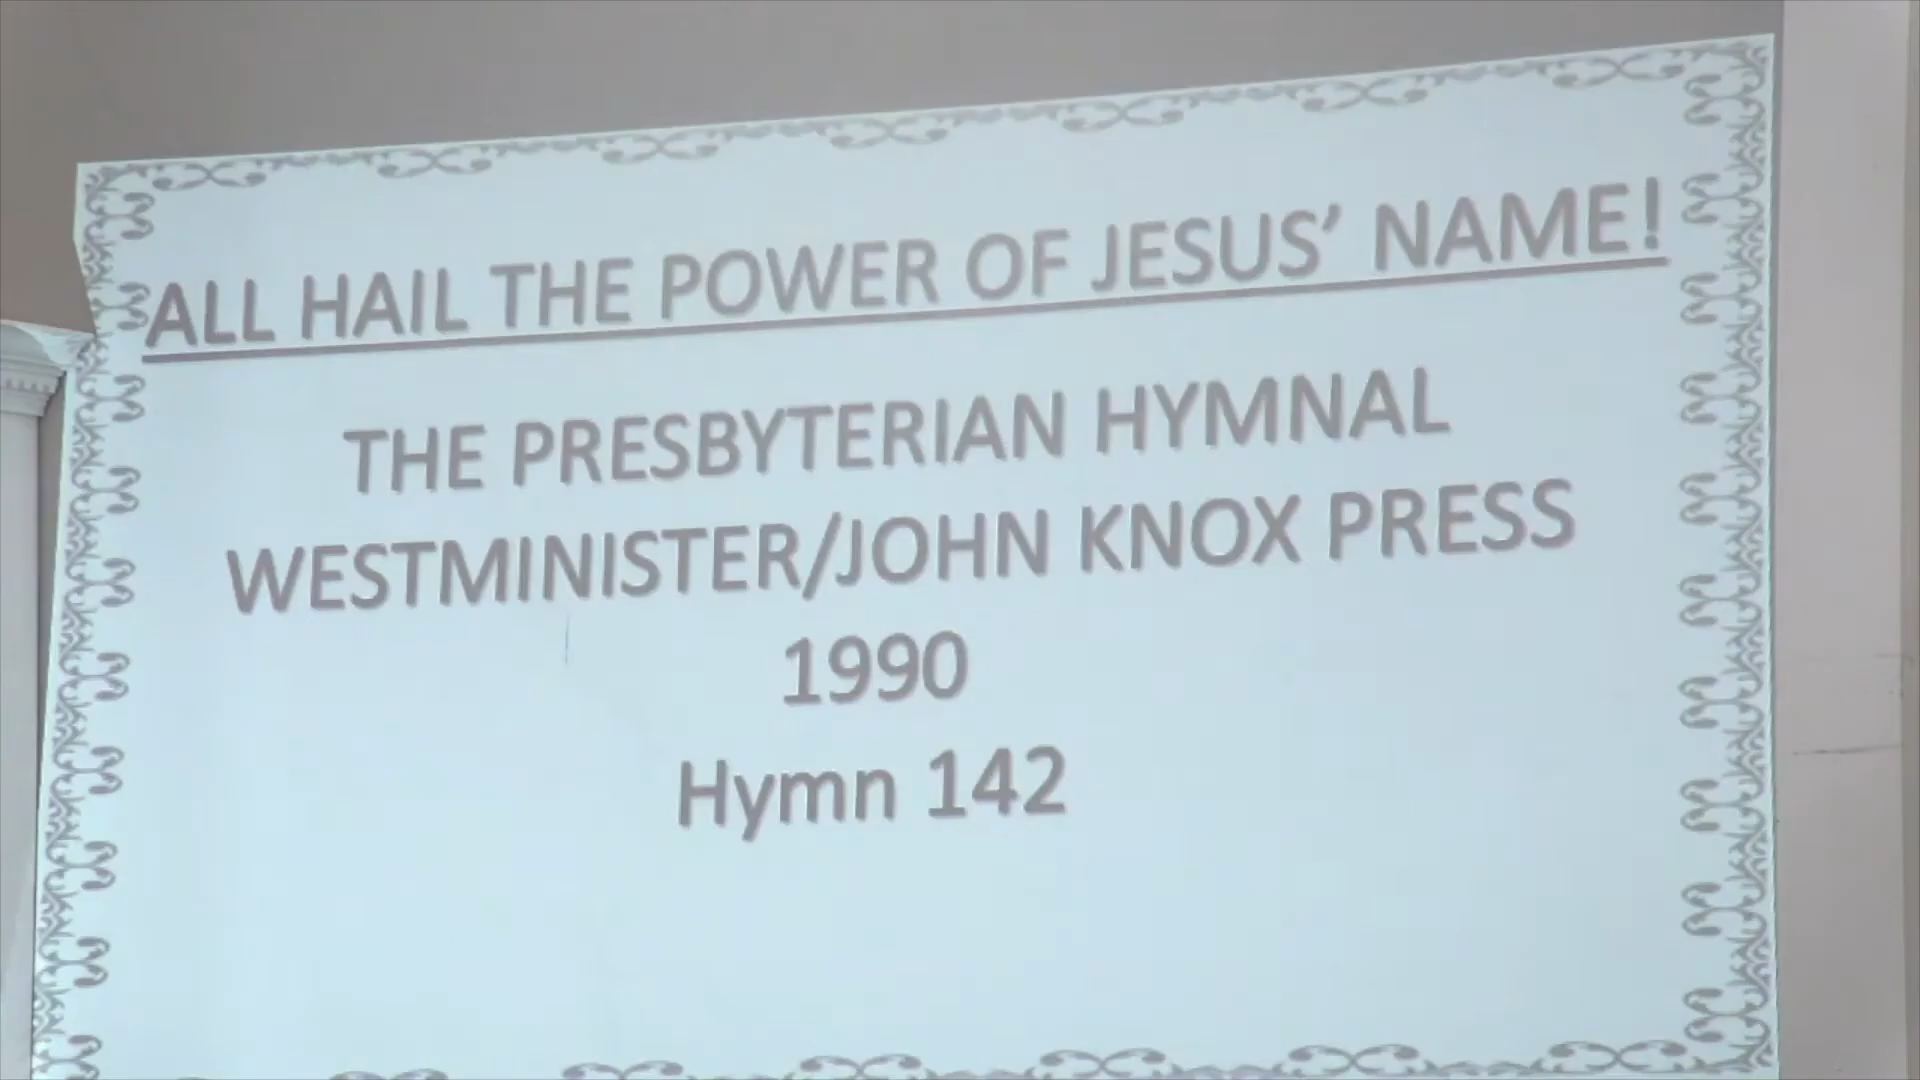 ALL HAIL THE POWER OF JESUS’ NAME!
THE PRESBYTERIAN HYMNAL
WESTMINISTER/JOHN KNOX PRESS
1990
Hymn 142